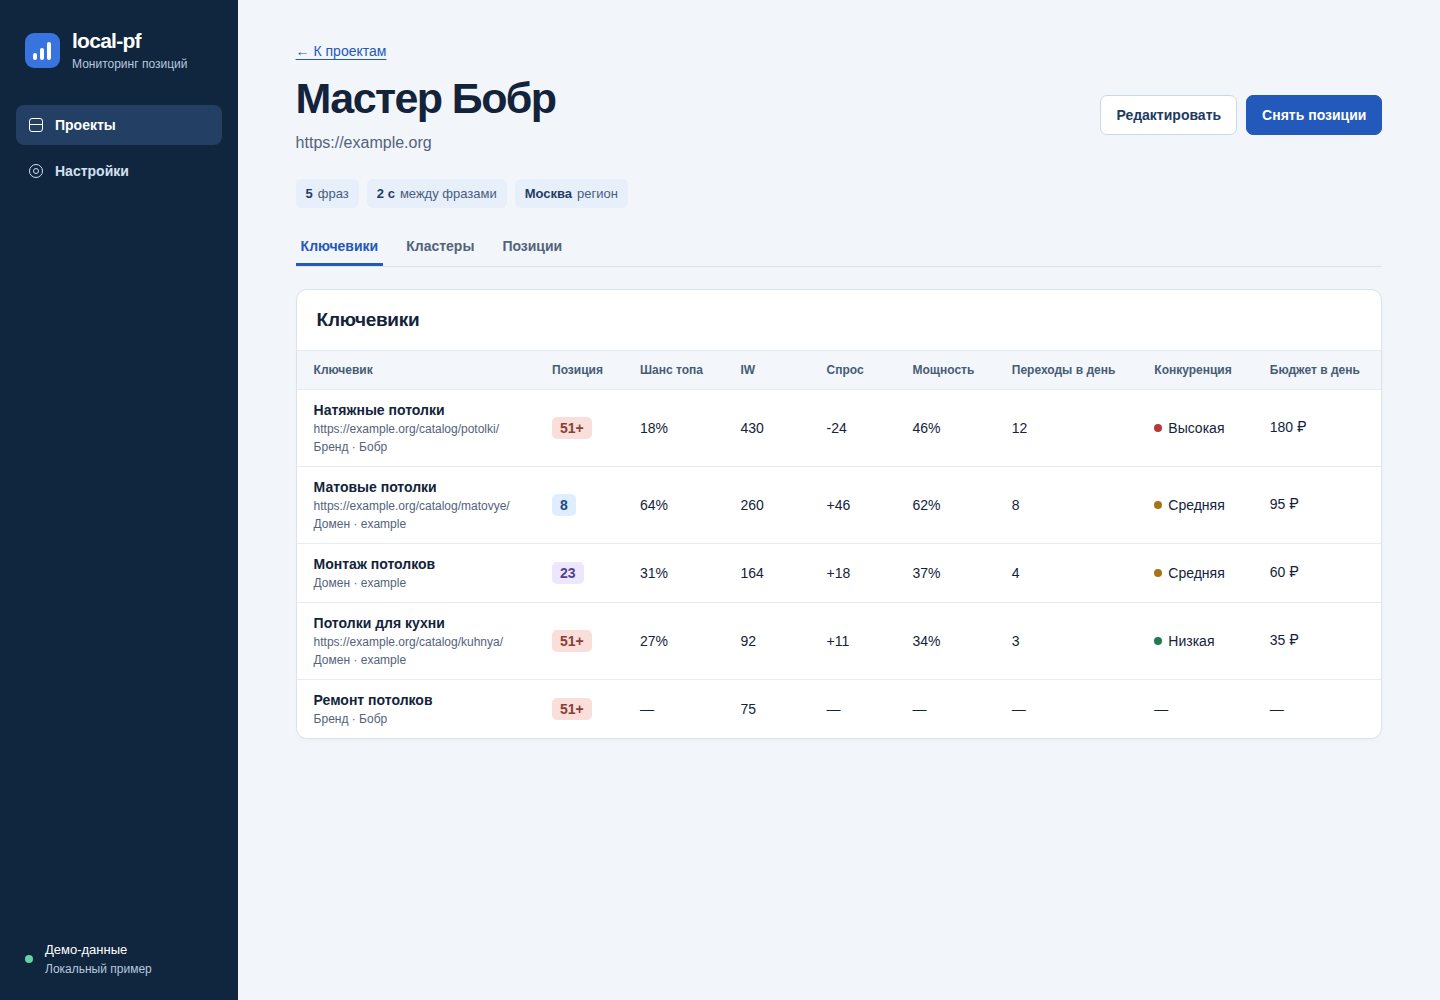 local-pf
Мониторинг позиций
Проекты
Настройки
Демо-данные
Локальный пример
← К проектам
Мастер Бобр
https://example.org
Редактировать
Снять позиции
5 фраз
2 с между фразами
Москва регион
Ключевики Кластеры Позиции
Ключевики
Ключевик Позиция Шанс топа IW Спрос Мощность Переходы в день Конкуренция Бюджет в день
Натяжные потолки
https://example.org/catalog/potolki/
Бренд · Бобр
51+ 18% 430 -24 46% 12 Высокая 180 ₽
Матовые потолки
https://example.org/catalog/matovye/
Домен · example
8 64% 260 +46 62% 8 Средняя 95 ₽
Монтаж потолков
Домен · example
23 31% 164 +18 37% 4 Средняя 60 ₽
Потолки для кухни
https://example.org/catalog/kuhnya/
Домен · example
51+ 27% 92 +11 34% 3 Низкая 35 ₽
Ремонт потолков
Бренд · Бобр
51+ — 75 — — — — —